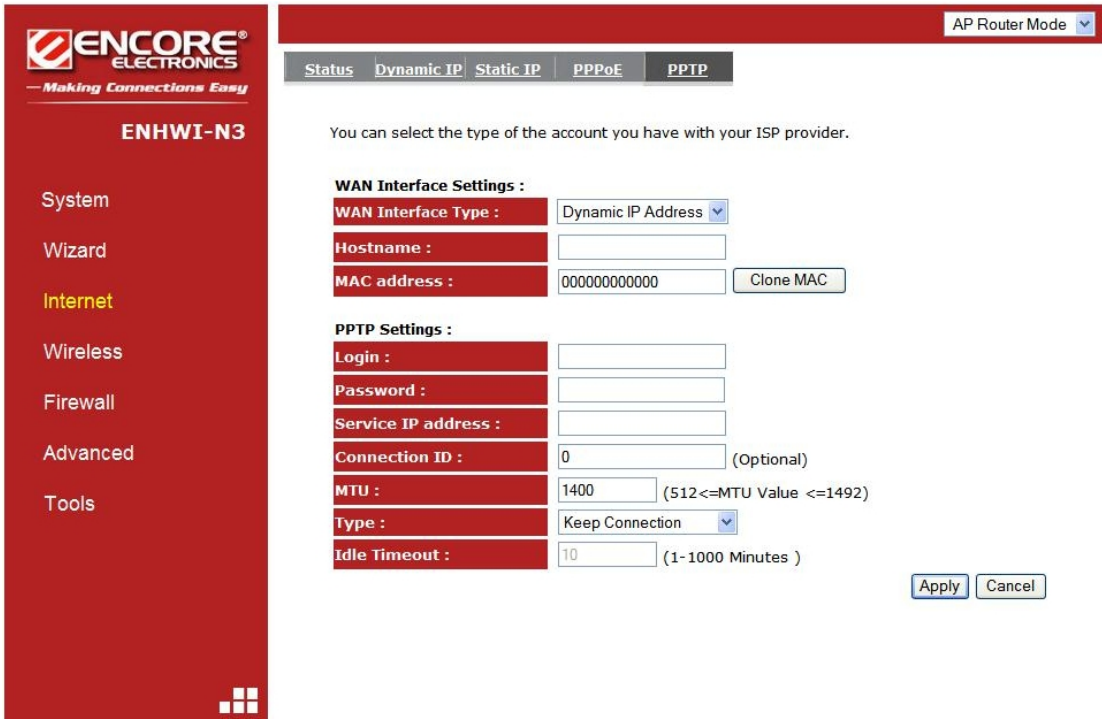 AP Router Mode
ENCORE®
ELECTRONICS
—Making Connections Easy
ENHWI-N3
System
Wizard
Internet
Wireless
Firewall
Advanced
Tools
Status Dynamic IP Static IP PPPoE PPTP
You can select the type of the account you have with your ISP provider.
WAN Interface Settings :
WAN Interface Type : Dynamic IP Address
Hostname :
MAC address : 000000000000 Clone MAC
PPTP Settings :
Login :
Password :
Service IP address :
Connection ID : 0 (Optional)
MTU : 1400 (512<=MTU Value <=1492)
Type : Keep Connection
Idle Timeout : 10 (1-1000 Minutes )
Apply Cancel